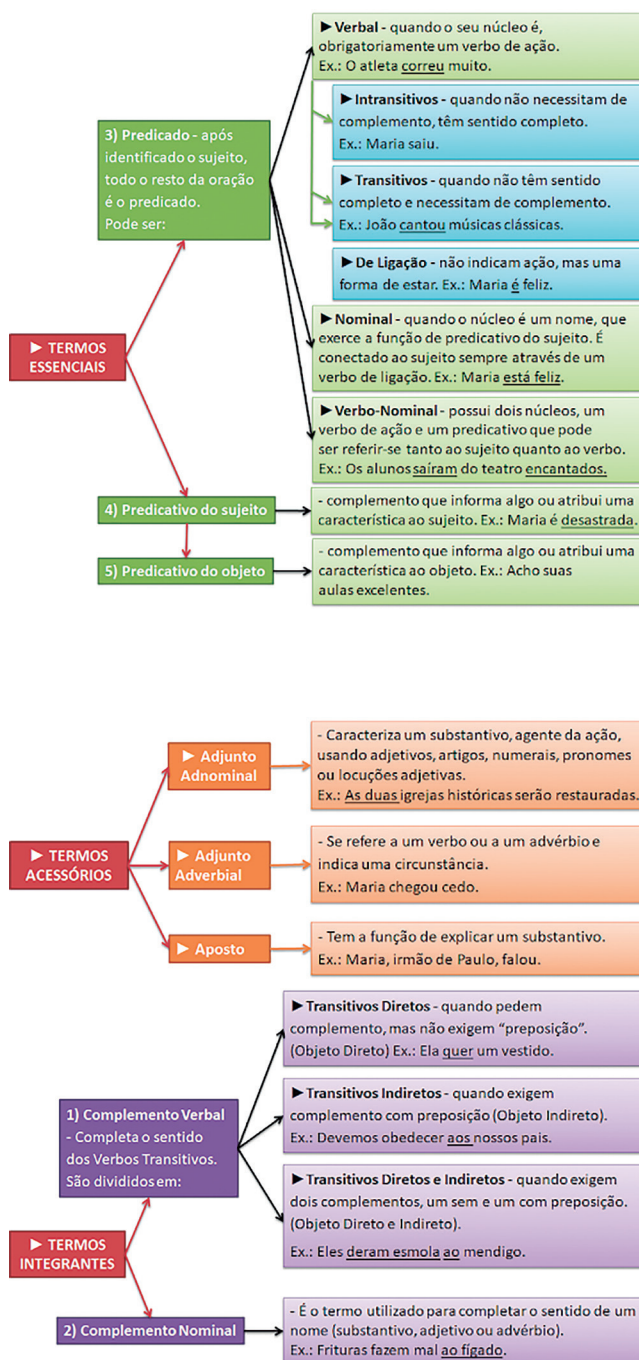 ► TERMOS
ESSENCIAIS
3) Predicado - após
identificado o sujeito,
todo o resto da oração
é o predicado.
Pode ser:
►Verbal - quando o seu núcleo é,
obrigatoriamente um verbo de ação.
Ex.: O atleta correu muito.
►Intransitivos - quando não necessitam de
complemento, têm sentido completo.
Ex.: Maria saiu.
►Transitivos - quando não têm sentido
completo e necessitam de complemento.
Ex.: João cantou músicas clássicas.
►De Ligação - não indicam ação, mas uma
forma de estar. Ex.: Maria é feliz.
►Nominal - quando o núcleo é um nome, que
exerce a função de predicativo do sujeito. É
conectado ao sujeito sempre através de um
verbo de ligação. Ex.: Maria está feliz.
►Verbo-Nominal - possui dois núcleos, um
verbo de ação e um predicativo que pode
ser referir-se tanto ao sujeito quanto ao verbo.
Ex.: Os alunos saíram do teatro encantados.
4) Predicativo do sujeito
- complemento que informa algo ou atribui uma
característica ao sujeito. Ex.: Maria é desastrada.
5) Predicativo do objeto
- complemento que informa algo ou atribui uma
característica ao objeto. Ex.: Acho suas
aulas excelentes.
► TERMOS
ACESSÓRIOS
► Adjunto
Adnominal
- Caracteriza um substantivo, agente da ação,
usando adjetivos, artigos, numerais, pronomes
ou locuções adjetivas.
Ex.: As duas igrejas históricas serão restauradas.
► Adjunto
Adverbial
- Se refere a um verbo ou a um advérbio e
indica uma circunstância.
Ex.: Maria chegou cedo.
► Aposto
- Tem a função de explicar um substantivo.
Ex.: Maria, irmão de Paulo, falou.
► TERMOS
INTEGRANTES
1) Complemento Verbal
- Completa o sentido
dos Verbos Transitivos.
São divididos em:
►Transitivos Diretos - quando pedem
complemento, mas não exigem “preposição”.
(Objeto Direto) Ex.: Ela quer um vestido.
►Transitivos Indiretos - quando exigem
complemento com preposição (Objeto Indireto).
Ex.: Devemos obedecer aos nossos pais.
►Transitivos Diretos e Indiretos - quando exigem
dois complementos, um sem e um com preposição.
(Objeto Direto e Indireto).
Ex.: Eles deram esmola ao mendigo.
2) Complemento Nominal
- É o termo utilizado para completar o sentido de um
nome (substantivo, adjetivo ou advérbio).
Ex.: Frituras fazem mal ao fígado.